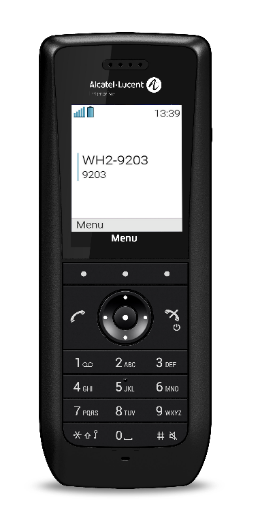 Alcatel·Lucent
13:39
WH2-9203
9203
Menu
Menu
1 2 ABC 3 DEF
4 GHI 5 JKL 6 MNO
7 PQRS 8 TUV 9 WXYZ
* 0 #